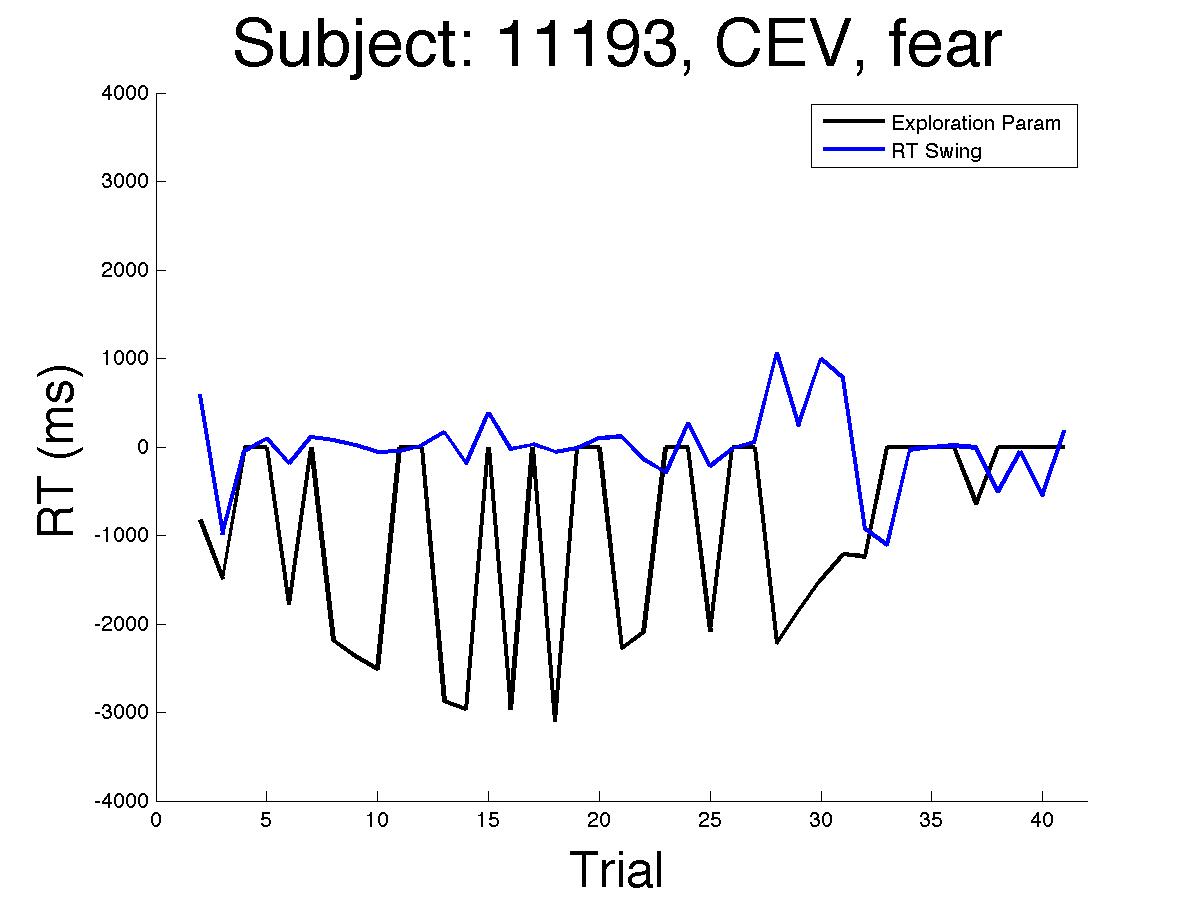 Subject: 11193, CEV, fear
4000
3000
2000
1000
0
-1000
-2000
-3000
-4000
RT (ms)
Exploration Param
RT Swing
0 5 10 15 20 25 30 35 40
Trial